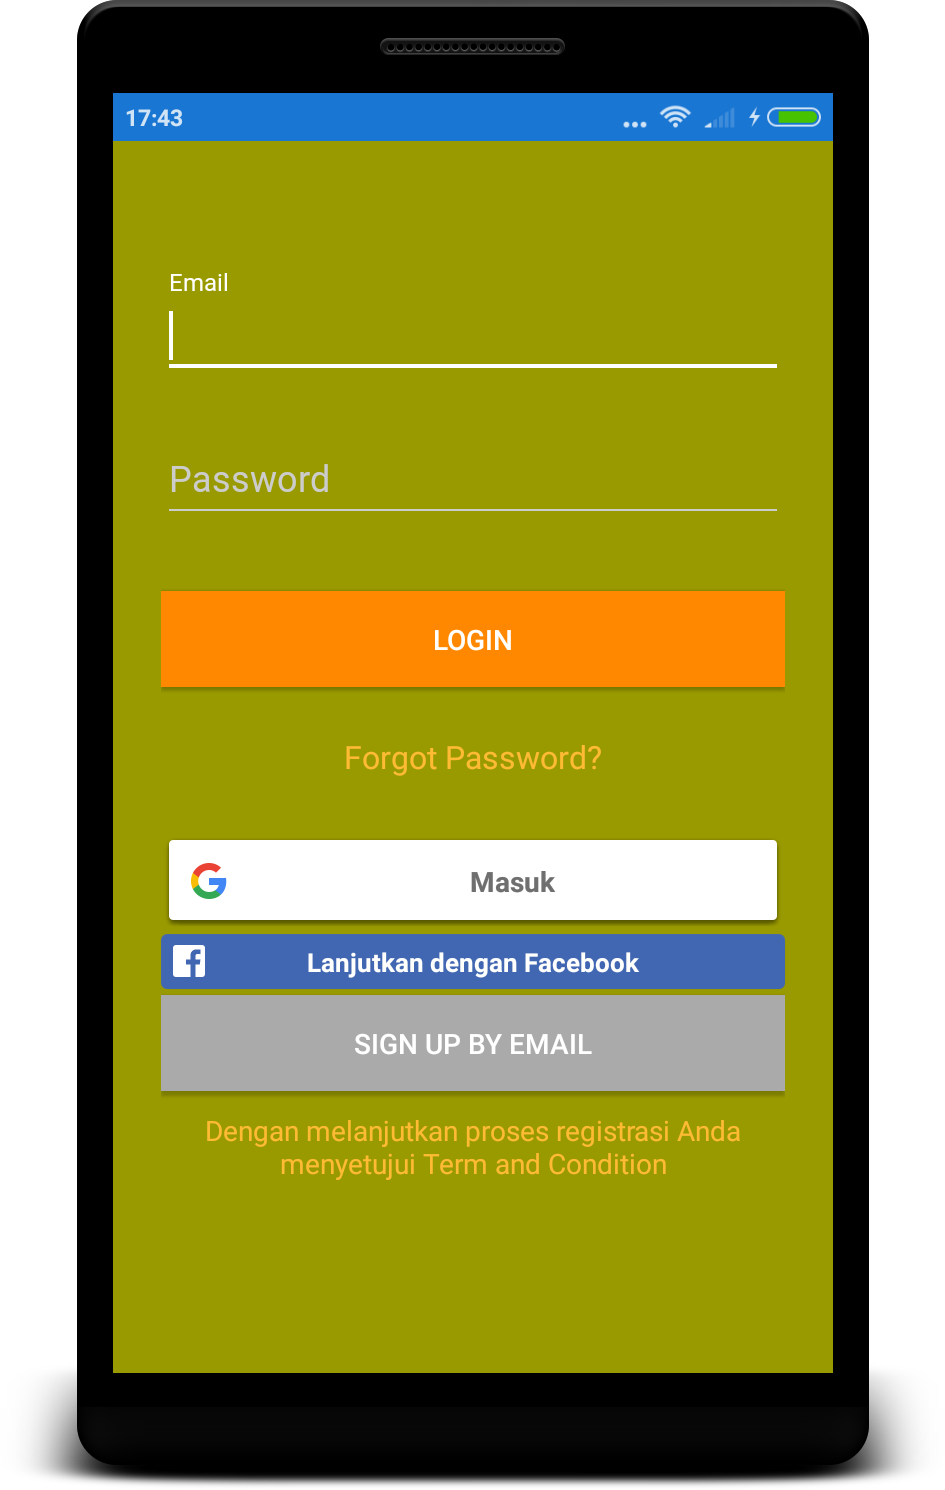 17:43
Email
Password
LOGIN
Forgot Password?
Masuk
Lanjutkan dengan Facebook
SIGN UP BY EMAIL
Dengan melanjutkan proses registrasi Anda
menyetujui Term and Condition